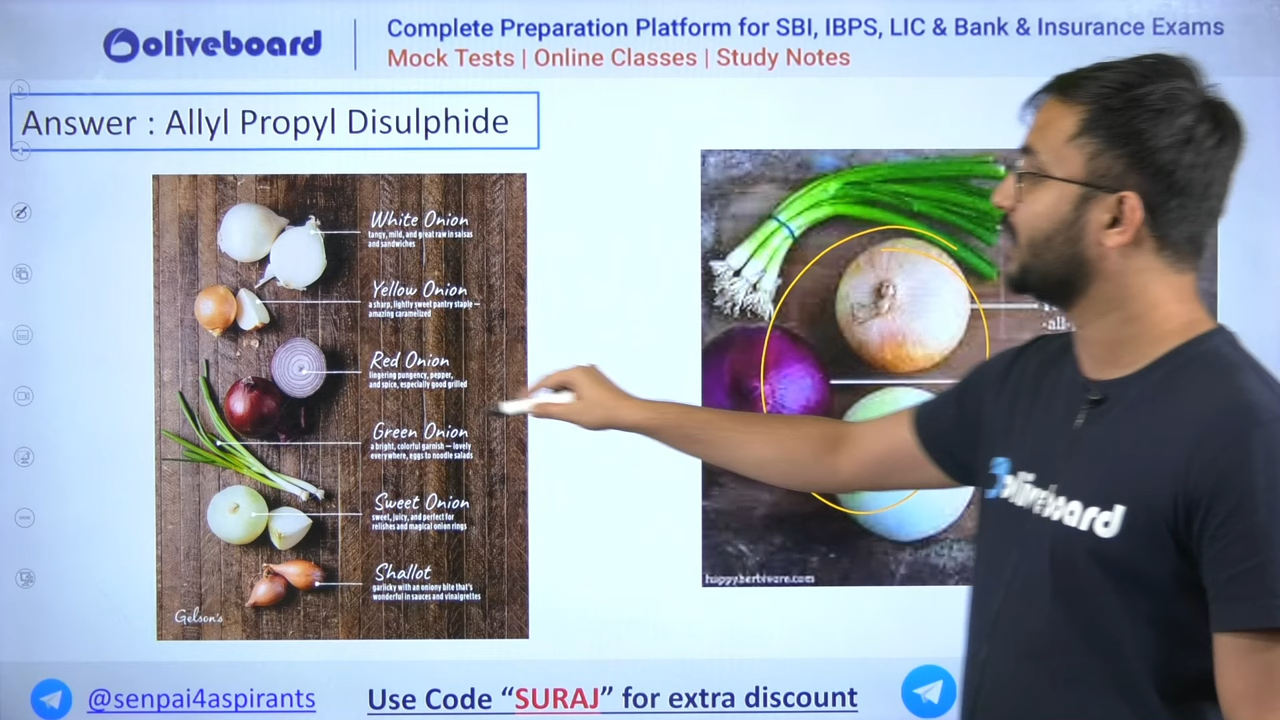 oliveboard
Complete Preparation Platform for SBI, IBPS, LIC & Bank & Insurance Exams
Mock Tests | Online Classes | Study Notes
Answer : Allyl Propyl Disulphide
White Onion
tangy, mild, and great raw in salsas
and sandwiches
Yellow Onion
a sharp, lightly sweet pantry staple —
amazing caramelized
Red Onion
lingering pungency, pepper,
and spice, especially good grilled
Green Onion
a bright, colorful garnish — lovely
everywhere, eggs to noodle salads
Sweet Onion
sweet, juicy, and perfect for
relishes and magical onion rings
Shallot
garlicky with an oniony bite that's
wonderful in sauces and vinaigrettes
Gelson's
happyherbivore.com
oliveboard
@senpai4aspirants
Use Code “SURAJ” for extra discount